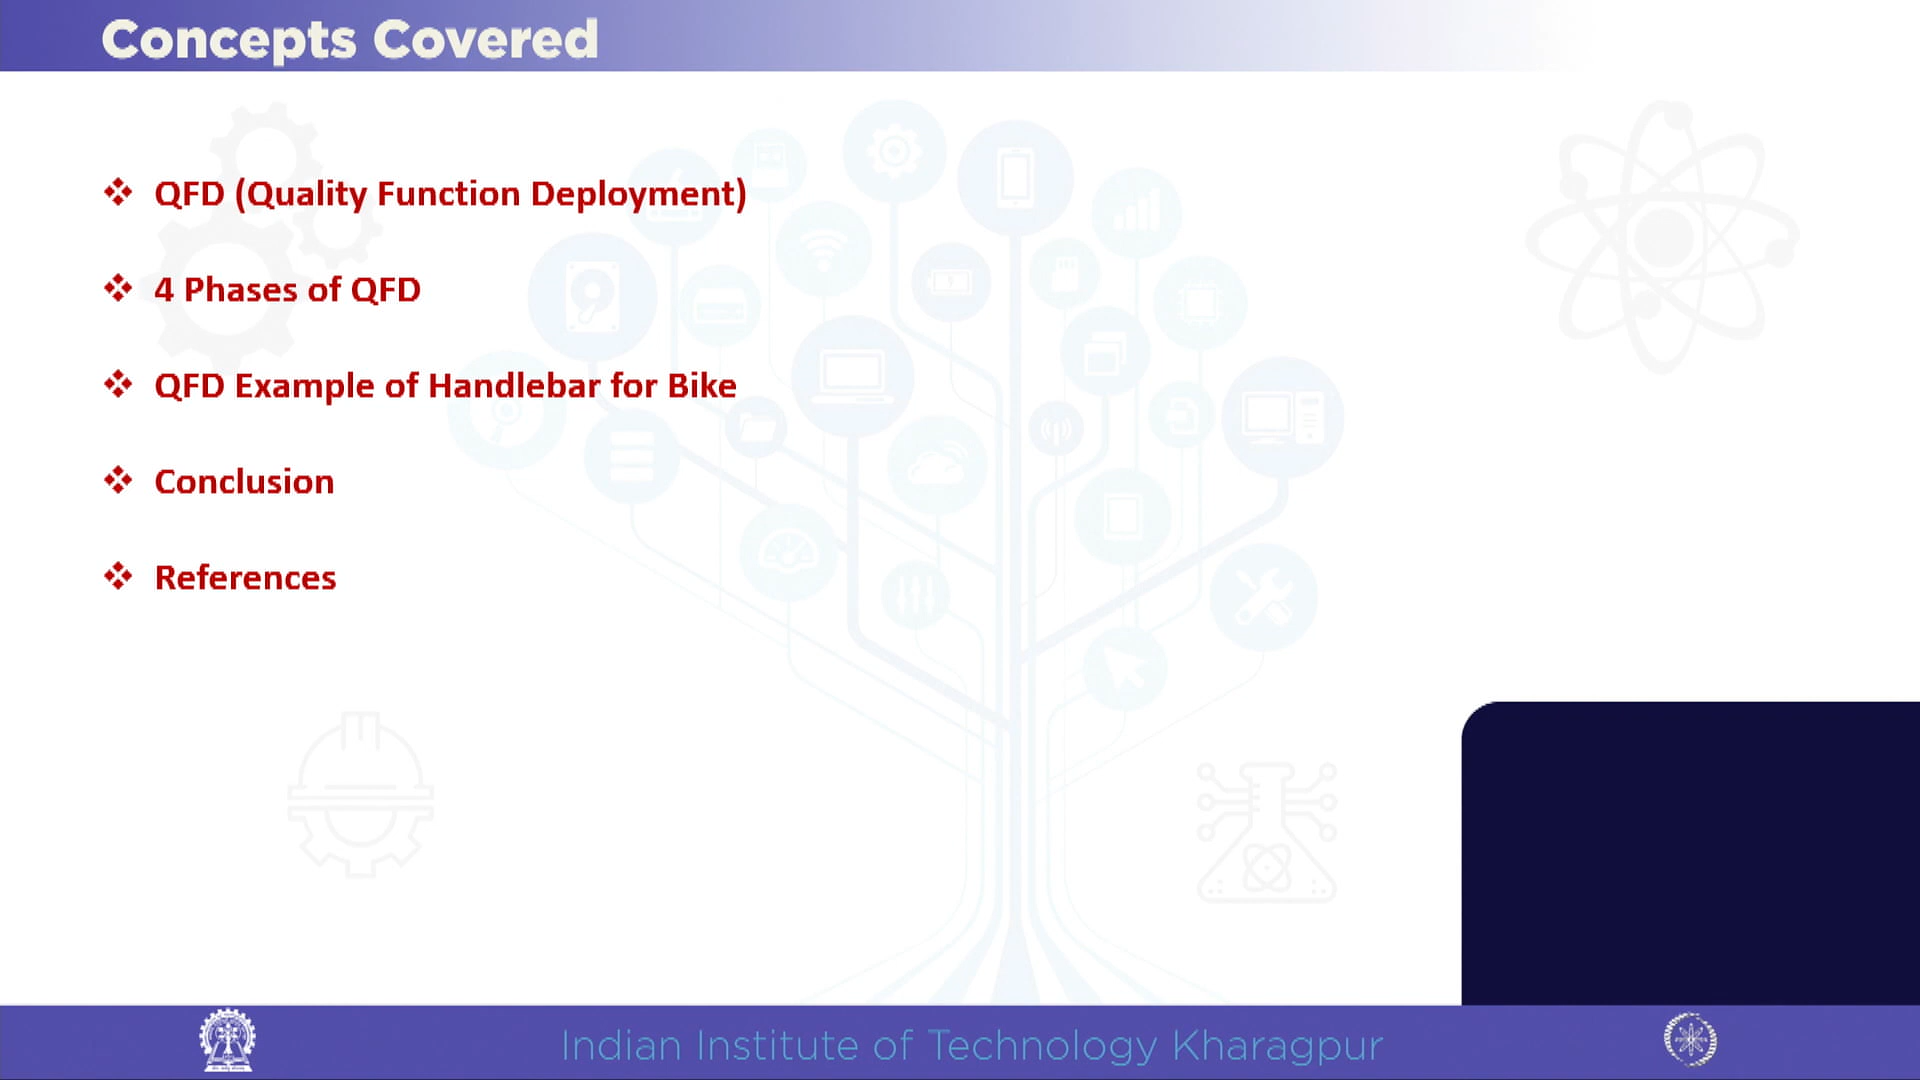 Concepts Covered
QFD (Quality Function Deployment)
4 Phases of QFD
QFD Example of Handlebar for Bike
Conclusion
References
Indian Institute of Technology Kharagpur